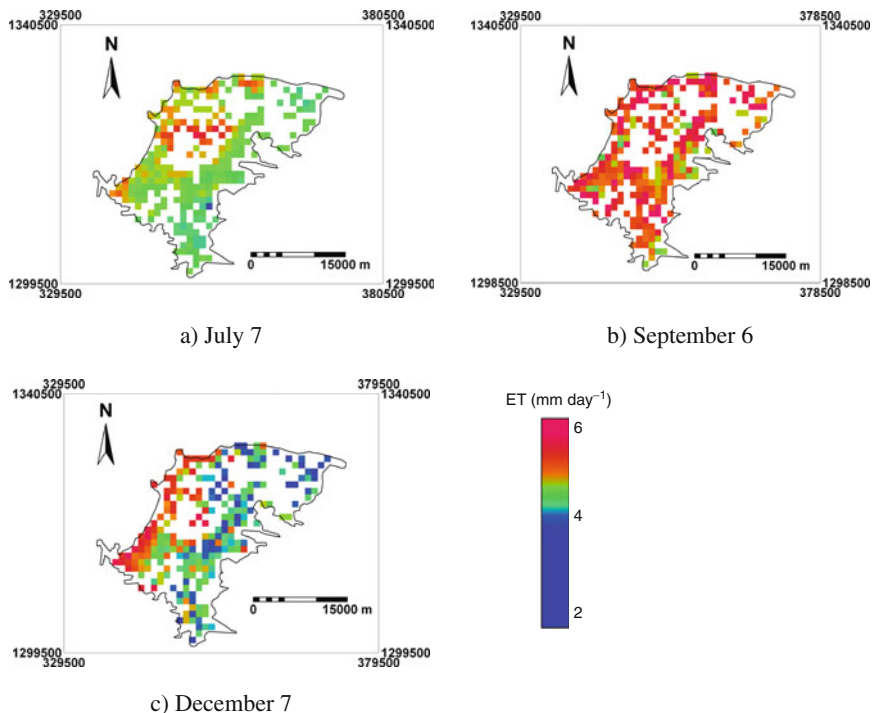 329500 380500
1340500 1340500
N
0 15000 m
1299500 1299500
329500 380500
a) July 7
329500 378500
1340500 1340500
N
0 15000 m
1298500 1298500
329500 378500
b) September 6
329500 379500
1340500 1340500
N
0 15000 m
1299500 1299500
329500 379500
c) December 7
ET (mm day⁻¹)
6
4
2